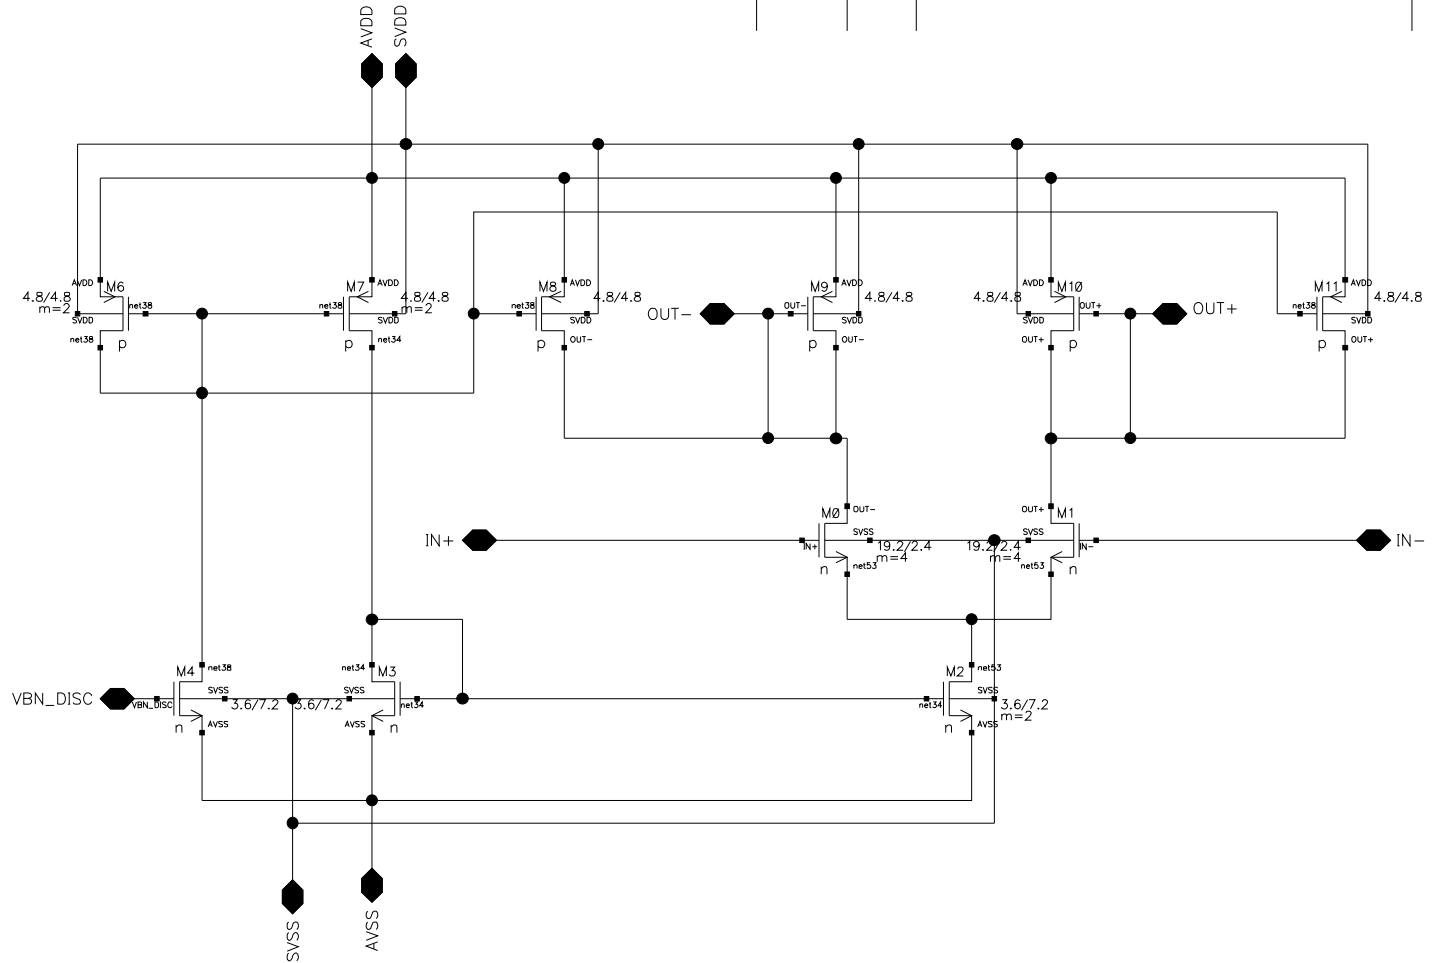 AVDD
SVDD
AVDD M6
4.8/4.8
m=2
net38
SVDD
net38
p
M7 AVDD
4.8/4.8
m=2
net38
SVDD
net34
p
M8 AVDD
4.8/4.8
net38
SVDD
OUT-
p
OUT-
M9 AVDD
4.8/4.8
OUT-
SVDD
OUT-
p
AVDD M10
4.8/4.8
OUT+
SVDD
OUT+
p
OUT+
M11 AVDD
4.8/4.8
net38
SVDD
OUT+
p
IN+
M0 OUT-
SVSS
IN+
19.2/2.4
m=4
net53
n
OUT+ M1
SVSS
19.2/2.4
m=4
IN-
net53
n
IN-
VBN_DISC
M4 net38
SVSS
VBN_DISC
3.6/7.2
AVSS
n
net34 M3
SVSS
3.6/7.2
net34
AVSS
n
M2 net53
SVSS
net34
3.6/7.2
m=2
AVSS
n
SVSS
AVSS